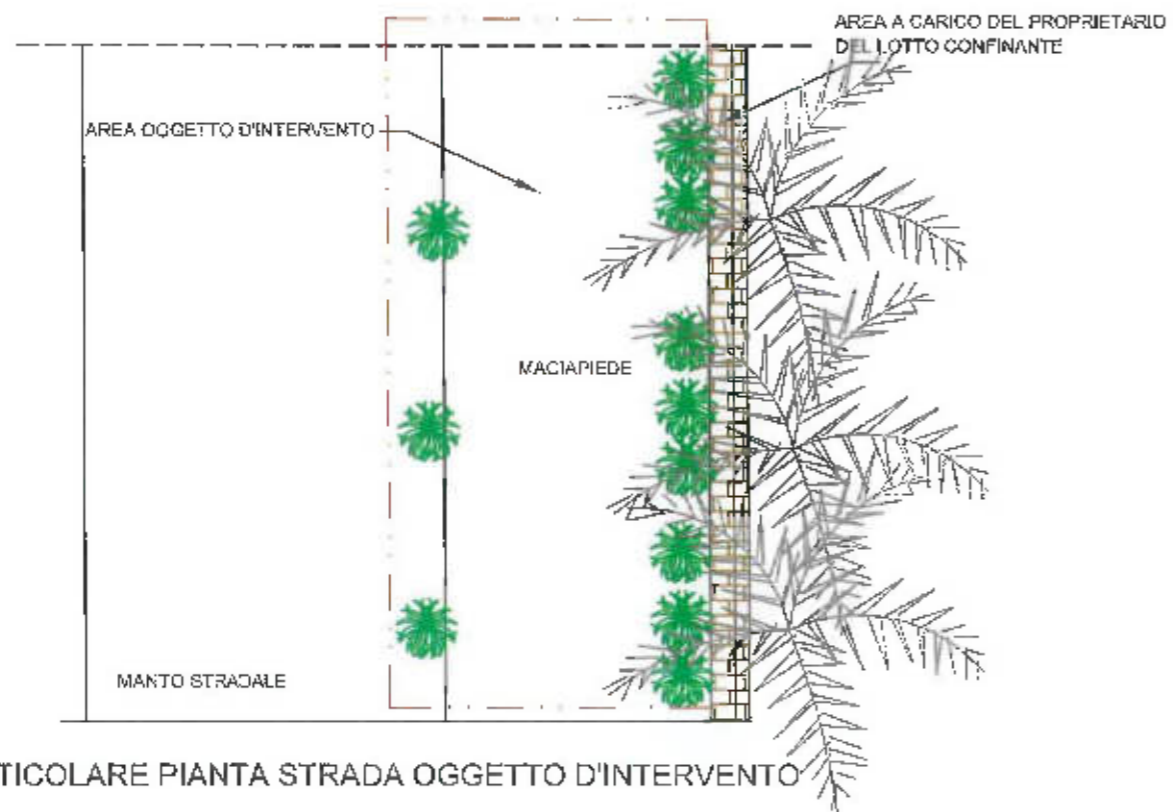 AREA A CARICO DEL PROPRIETARIO
DEL LOTTO CONFINANTE
AREA OGGETTO D'INTERVENTO
MACIAPIEDE
MANTO STRADALE
TICOLARE PIANTA STRADA OGGETTO D'INTERVENTO